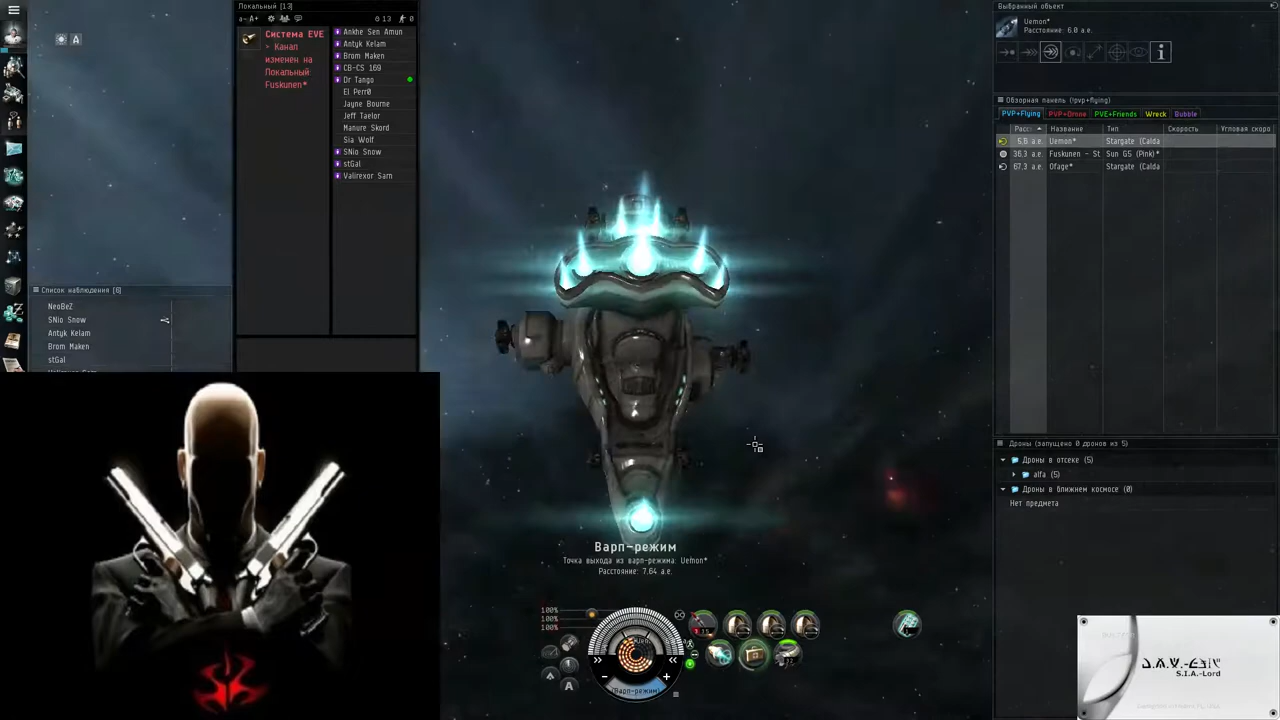 Локальный [13]
13
0
Система EVE
> Канал
изменен на
Локальный
Fuskunen*
Ankhe Sen Amun
Antyk Kelam
Brom Maken
CB-CS 169
Dr Tango
El Perr0
Jayne Bourne
Jeff Taelor
Manure Skord
Sia Wolf
SNio Snow
stGal
Valirexor Sam
Список наблюдения [6]
NeoBeZ
SNio Snow
Antyk Kelam
Brom Maken
stGal
Выбранный объект
Uemon*
Расстояние: 6.0 а.е.
Обзорная панель (!pvp+flying)
PVP+Flying PVP+Drone PVE+Friends Wreck Bubble
Название Тип Скорость Угловая скоро
Uemon* Stargate (Calda
36,3 а.е. Fuskunen - St Sun G5 (Pink)*
67,3 а.е. Ofage* Stargate (Calda
Дроны (запущено 0 дронов из 5)
Дроны в отсеке (5)
alfa (5)
Дроны в ближнем космосе (0)
Нет предмета
Варп-режим
Точка выхода из варп-режима: Uemon*
Расстояние: 7,64 а.е.
100%
100%
100%
(Варп-режим)
S.I.A.-Lord